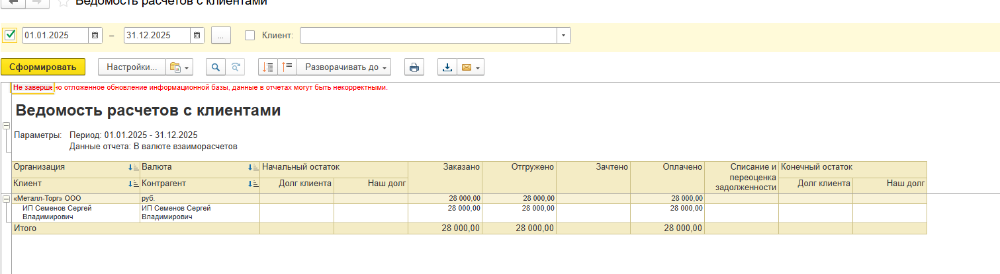 Ведомость расчетов с клиентами
01.01.2025 – 31.12.2025 ... Клиент:
Сформировать Настройки... Разворачивать до
Не завершено отложенное обновление информационной базы, данные в отчетах могут быть некорректными.
Ведомость расчетов с клиентами
Параметры: Период: 01.01.2025 - 31.12.2025
Данные отчета: В валюте взаиморасчетов
Организация Валюта Начальный остаток Заказано Отгружено Зачтено Оплачено Списание и переоценка задолженности Конечный остаток
Клиент Контрагент Долг клиента Наш долг Долг клиента Наш долг
«Металл-Торг» ООО руб. 28 000,00 28 000,00 28 000,00
ИП Семенов Сергей Владимирович ИП Семенов Сергей Владимирович 28 000,00 28 000,00 28 000,00
Итого 28 000,00 28 000,00 28 000,00